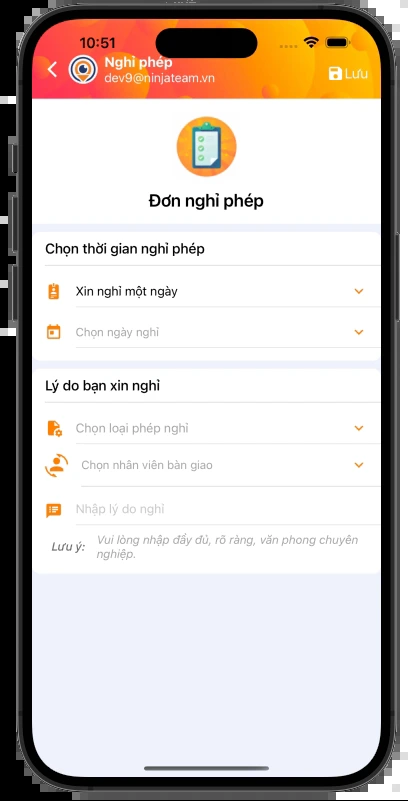 10:51
Nghỉ phép
dev9@ninjateam.vn
Lưu
Đơn nghỉ phép
Chọn thời gian nghỉ phép
Xin nghỉ một ngày
Chọn ngày nghỉ
Lý do bạn xin nghỉ
Chọn loại phép nghỉ
Chọn nhân viên bàn giao
Nhập lý do nghỉ
Lưu ý: Vui lòng nhập đầy đủ, rõ ràng, văn phong chuyên
nghiệp.